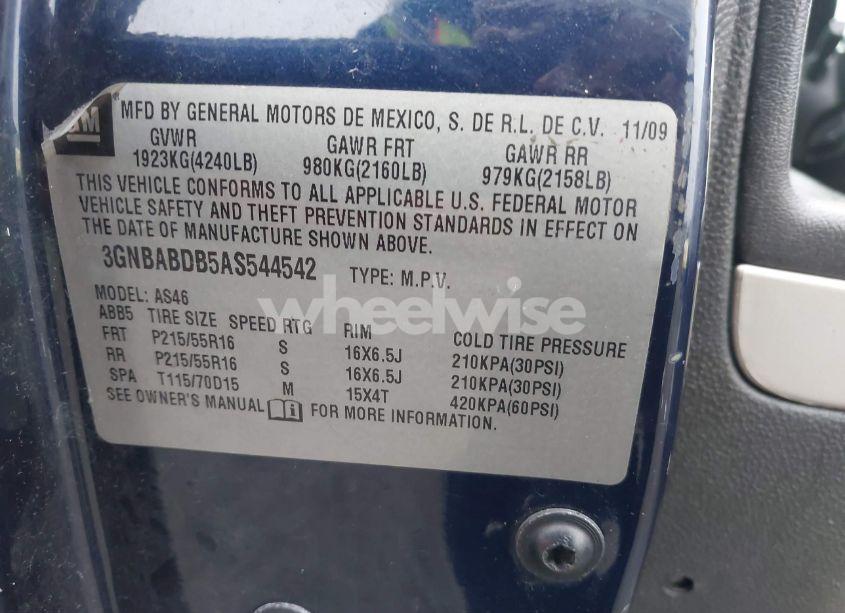 GM
MFD BY GENERAL MOTORS DE MEXICO, S. DE R.L. DE C.V. 11/09
GVWR GAWR FRT GAWR RR
1923KG(4240LB) 980KG(2160LB) 979KG(2158LB)
THIS VEHICLE CONFORMS TO ALL APPLICABLE U.S. FEDERAL MOTOR
VEHICLE SAFETY AND THEFT PREVENTION STANDARDS IN EFFECT ON
THE DATE OF MANUFACTURE SHOWN ABOVE.
3GNBABDB5AS544542 TYPE: M.P.V.
MODEL: AS46
wheelwise
ABB5 TIRE SIZE SPEED RTG RIM COLD TIRE PRESSURE
FRT P215/55R16 S 16X6.5J 210KPA(30PSI)
RR P215/55R16 S 16X6.5J 210KPA(30PSI)
SPA T115/70D15 M 15X4T 420KPA(60PSI)
SEE OWNER'S MANUAL FOR MORE INFORMATION.